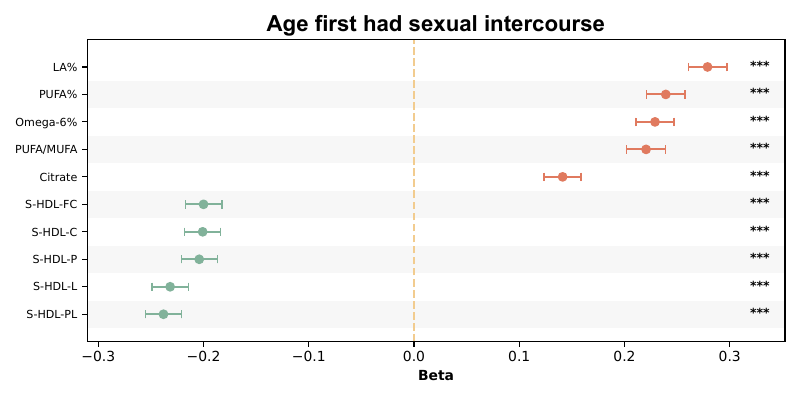 Age first had sexual intercourse
LA% ***
PUFA% ***
Omega-6% ***
PUFA/MUFA ***
Citrate ***
S-HDL-FC ***
S-HDL-C ***
S-HDL-P ***
S-HDL-L ***
S-HDL-PL ***
−0.3 −0.2 −0.1 0.0 0.1 0.2 0.3
Beta